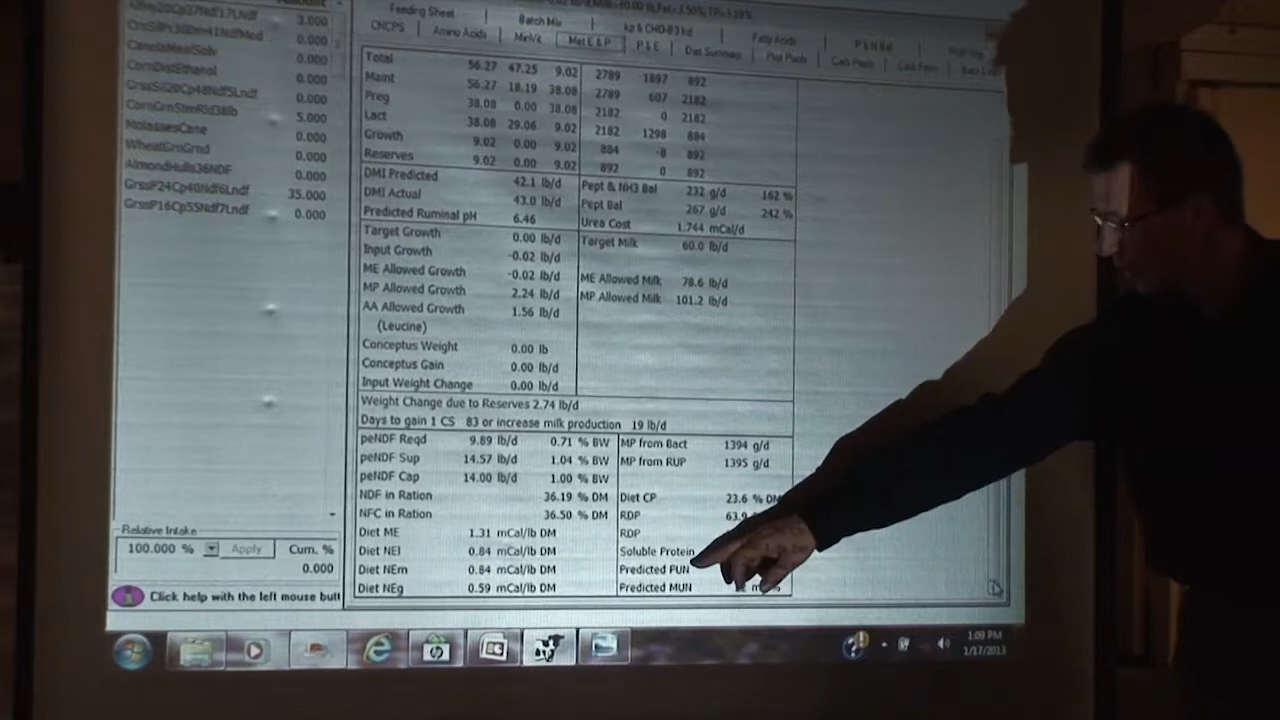 Amount
3.000
0.000
CanolaMealSolv 0.000
CornDistEthanol 0.000
GrssSil20Cp48Ndf5Lndf 0.000
5.000
MolassesCane 0.000
WheatGrnGrnd 0.000
AlmondHulls36NDF 0.000
GrssP24Cp40Ndf6Lndf 35.000
GrssP16Cp55Ndf7Lndf 0.000
Feeding Sheet Batch Mix kp & CHO-B3 kd Fatty Acids
CNCPS Amino Acids MinVit Met E & P P & E Diet Summary Plot Pools Carb Pools
Total 56.27 47.25 9.02 2789 1897 892
Maint 56.27 18.19 38.08 2789 607 2182
Preg 38.08 0.00 38.08 2182 0 2182
Lact 38.08 29.06 9.02 2182 1298 884
Growth 9.02 0.00 9.02 884 -8 892
Reserves 9.02 0.00 9.02 892 0 892
DMI Predicted 42.1 lb/d Pept & NH3 Bal 232 g/d 162 %
DMI Actual 43.0 lb/d Pept Bal 267 g/d 242 %
Predicted Ruminal pH 6.46 Urea Cost 1.744 mCal/d
Target Growth 0.00 lb/d Target Milk 60.0 lb/d
Input Growth -0.02 lb/d
ME Allowed Growth -0.02 lb/d ME Allowed Milk 78.6 lb/d
MP Allowed Growth 2.24 lb/d MP Allowed Milk 101.2 lb/d
AA Allowed Growth 1.56 lb/d
(Leucine)
Conceptus Weight 0.00 lb
Conceptus Gain 0.00 lb/d
Input Weight Change 0.00 lb/d
Weight Change due to Reserves 2.74 lb/d
Days to gain 1 CS 83 or increase milk production 19 lb/d
peNDF Reqd 9.89 lb/d 0.71 % BW MP from Bact 1394 g/d
peNDF Sup 14.57 lb/d 1.04 % BW MP from RUP 1395 g/d
peNDF Cap 14.00 lb/d 1.00 % BW
NDF in Ration 36.19 % DM Diet CP 23.6 % DM
NFC in Ration 36.50 % DM RDP 63.9
Diet ME 1.31 mCal/lb DM RDP
Diet NEl 0.84 mCal/lb DM Soluble Protein
Diet NEm 0.84 mCal/lb DM Predicted PUN
Diet NEg 0.59 mCal/lb DM Predicted MUN
Relative Intake
100.000 % Apply Cum. %
0.000
Click help with the left mouse butt
1:09 PM
1/17/2013